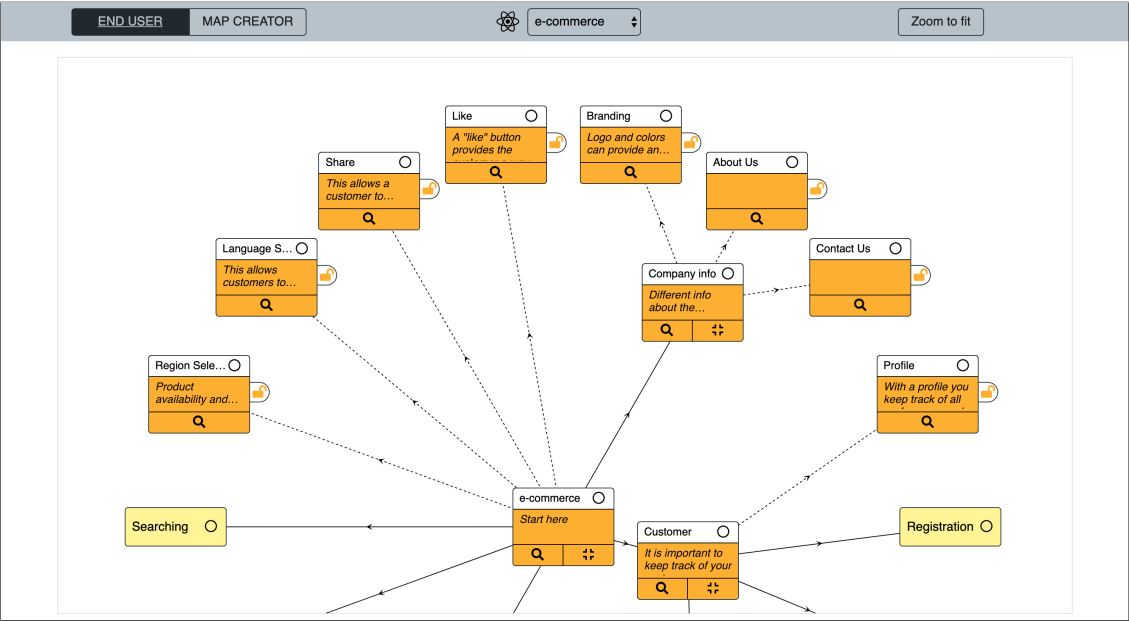 END USER
MAP CREATOR
e-commerce
Zoom to fit
Like
A "like" button
provides the
Branding
Logo and colors
can provide an...
Share
This allows a
customer to...
About Us
Language S...
This allows
customers to...
Contact Us
Company info
Different info
about the...
Region Sele...
Product
availability and...
Profile
With a profile you
keep track of all
e-commerce
Start here
Searching
Customer
It is important to
keep track of your
Registration